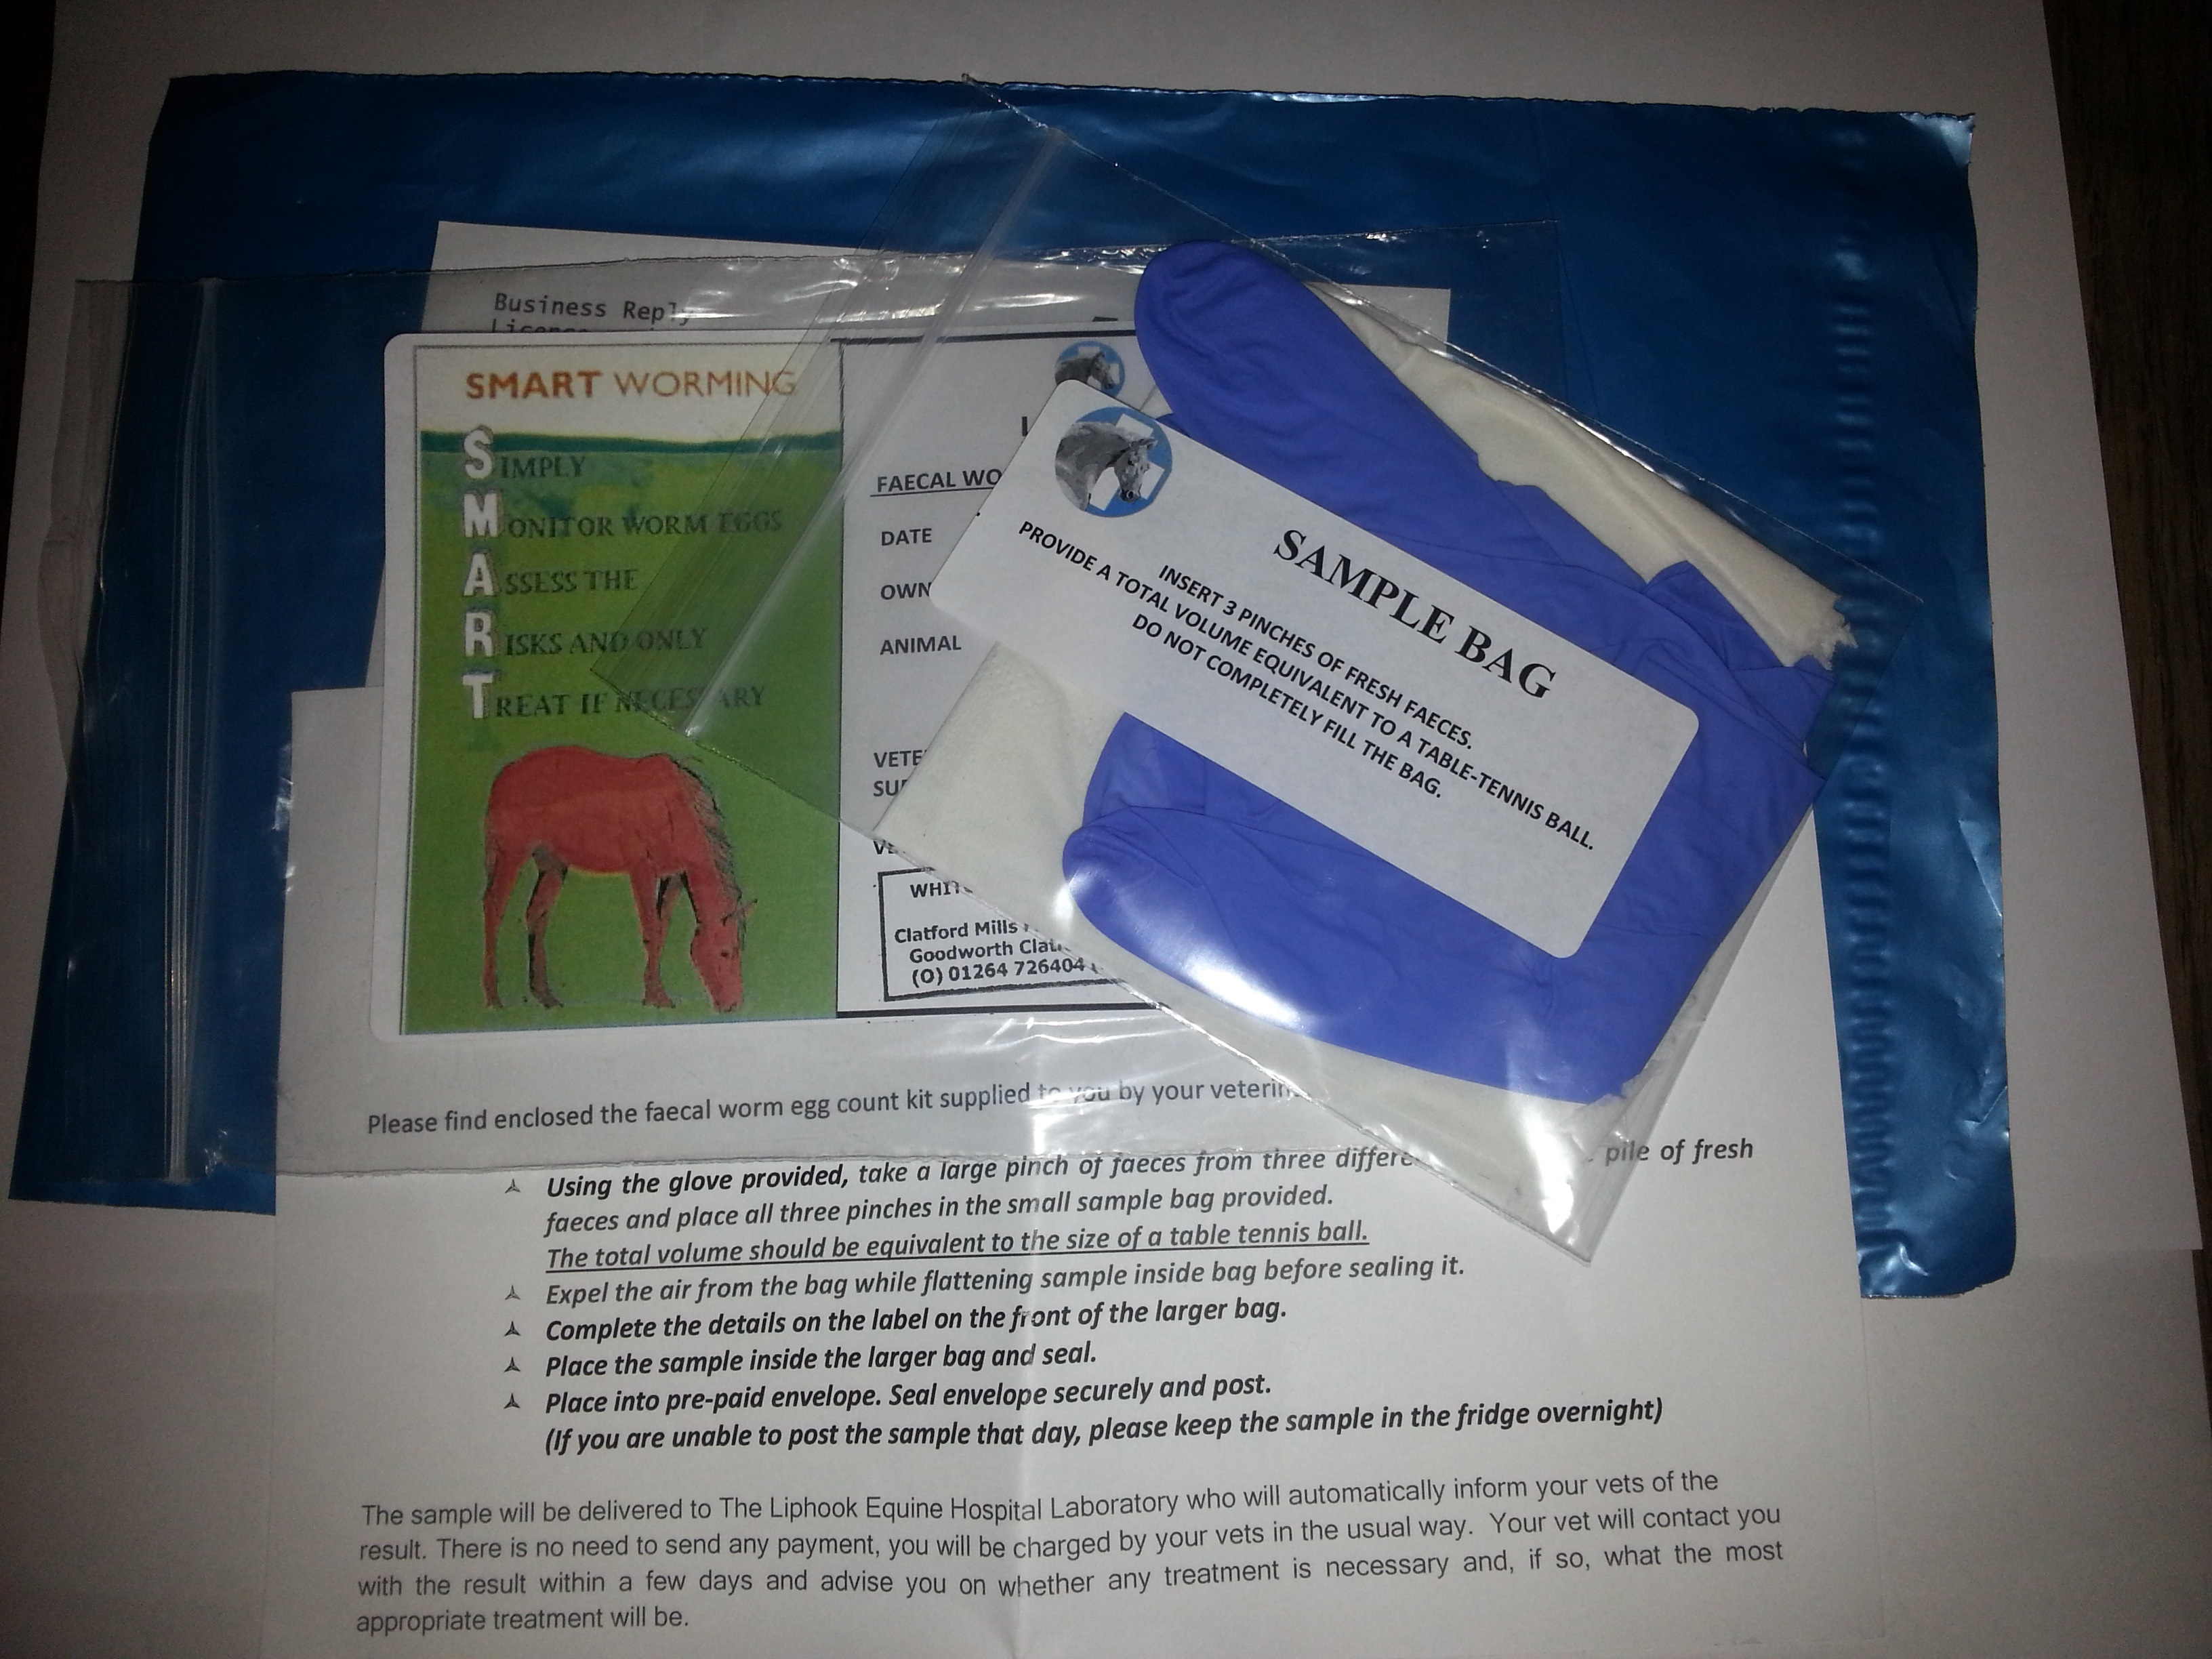 Business Reply
Licence
SMART WORMING
SIMPLY
MONITOR WORM EGGS
ASSESS THE
RISKS AND ONLY
TREAT IF NECESSARY
FAECAL WO
DATE
OWN
ANIMAL
VETE
SU
WHIT
Clatford Mills
Goodworth Clat
(O) 01264 726404
SAMPLE BAG
INSERT 3 PINCHES OF FRESH FAECES.
PROVIDE A TOTAL VOLUME EQUIVALENT TO A TABLE-TENNIS BALL.
DO NOT COMPLETELY FILL THE BAG.
Please find enclosed the faecal worm egg count kit supplied to you by your veterin
Using the glove provided, take a large pinch of faeces from three differe pile of fresh
faeces and place all three pinches in the small sample bag provided.
The total volume should be equivalent to the size of a table tennis ball.
Expel the air from the bag while flattening sample inside bag before sealing it.
Complete the details on the label on the front of the larger bag.
Place the sample inside the larger bag and seal.
Place into pre-paid envelope. Seal envelope securely and post.
(If you are unable to post the sample that day, please keep the sample in the fridge overnight)
The sample will be delivered to The Liphook Equine Hospital Laboratory who will automatically inform your vets of the
result. There is no need to send any payment, you will be charged by your vets in the usual way. Your vet will contact you
with the result within a few days and advise you on whether any treatment is necessary and, if so, what the most
appropriate treatment will be.